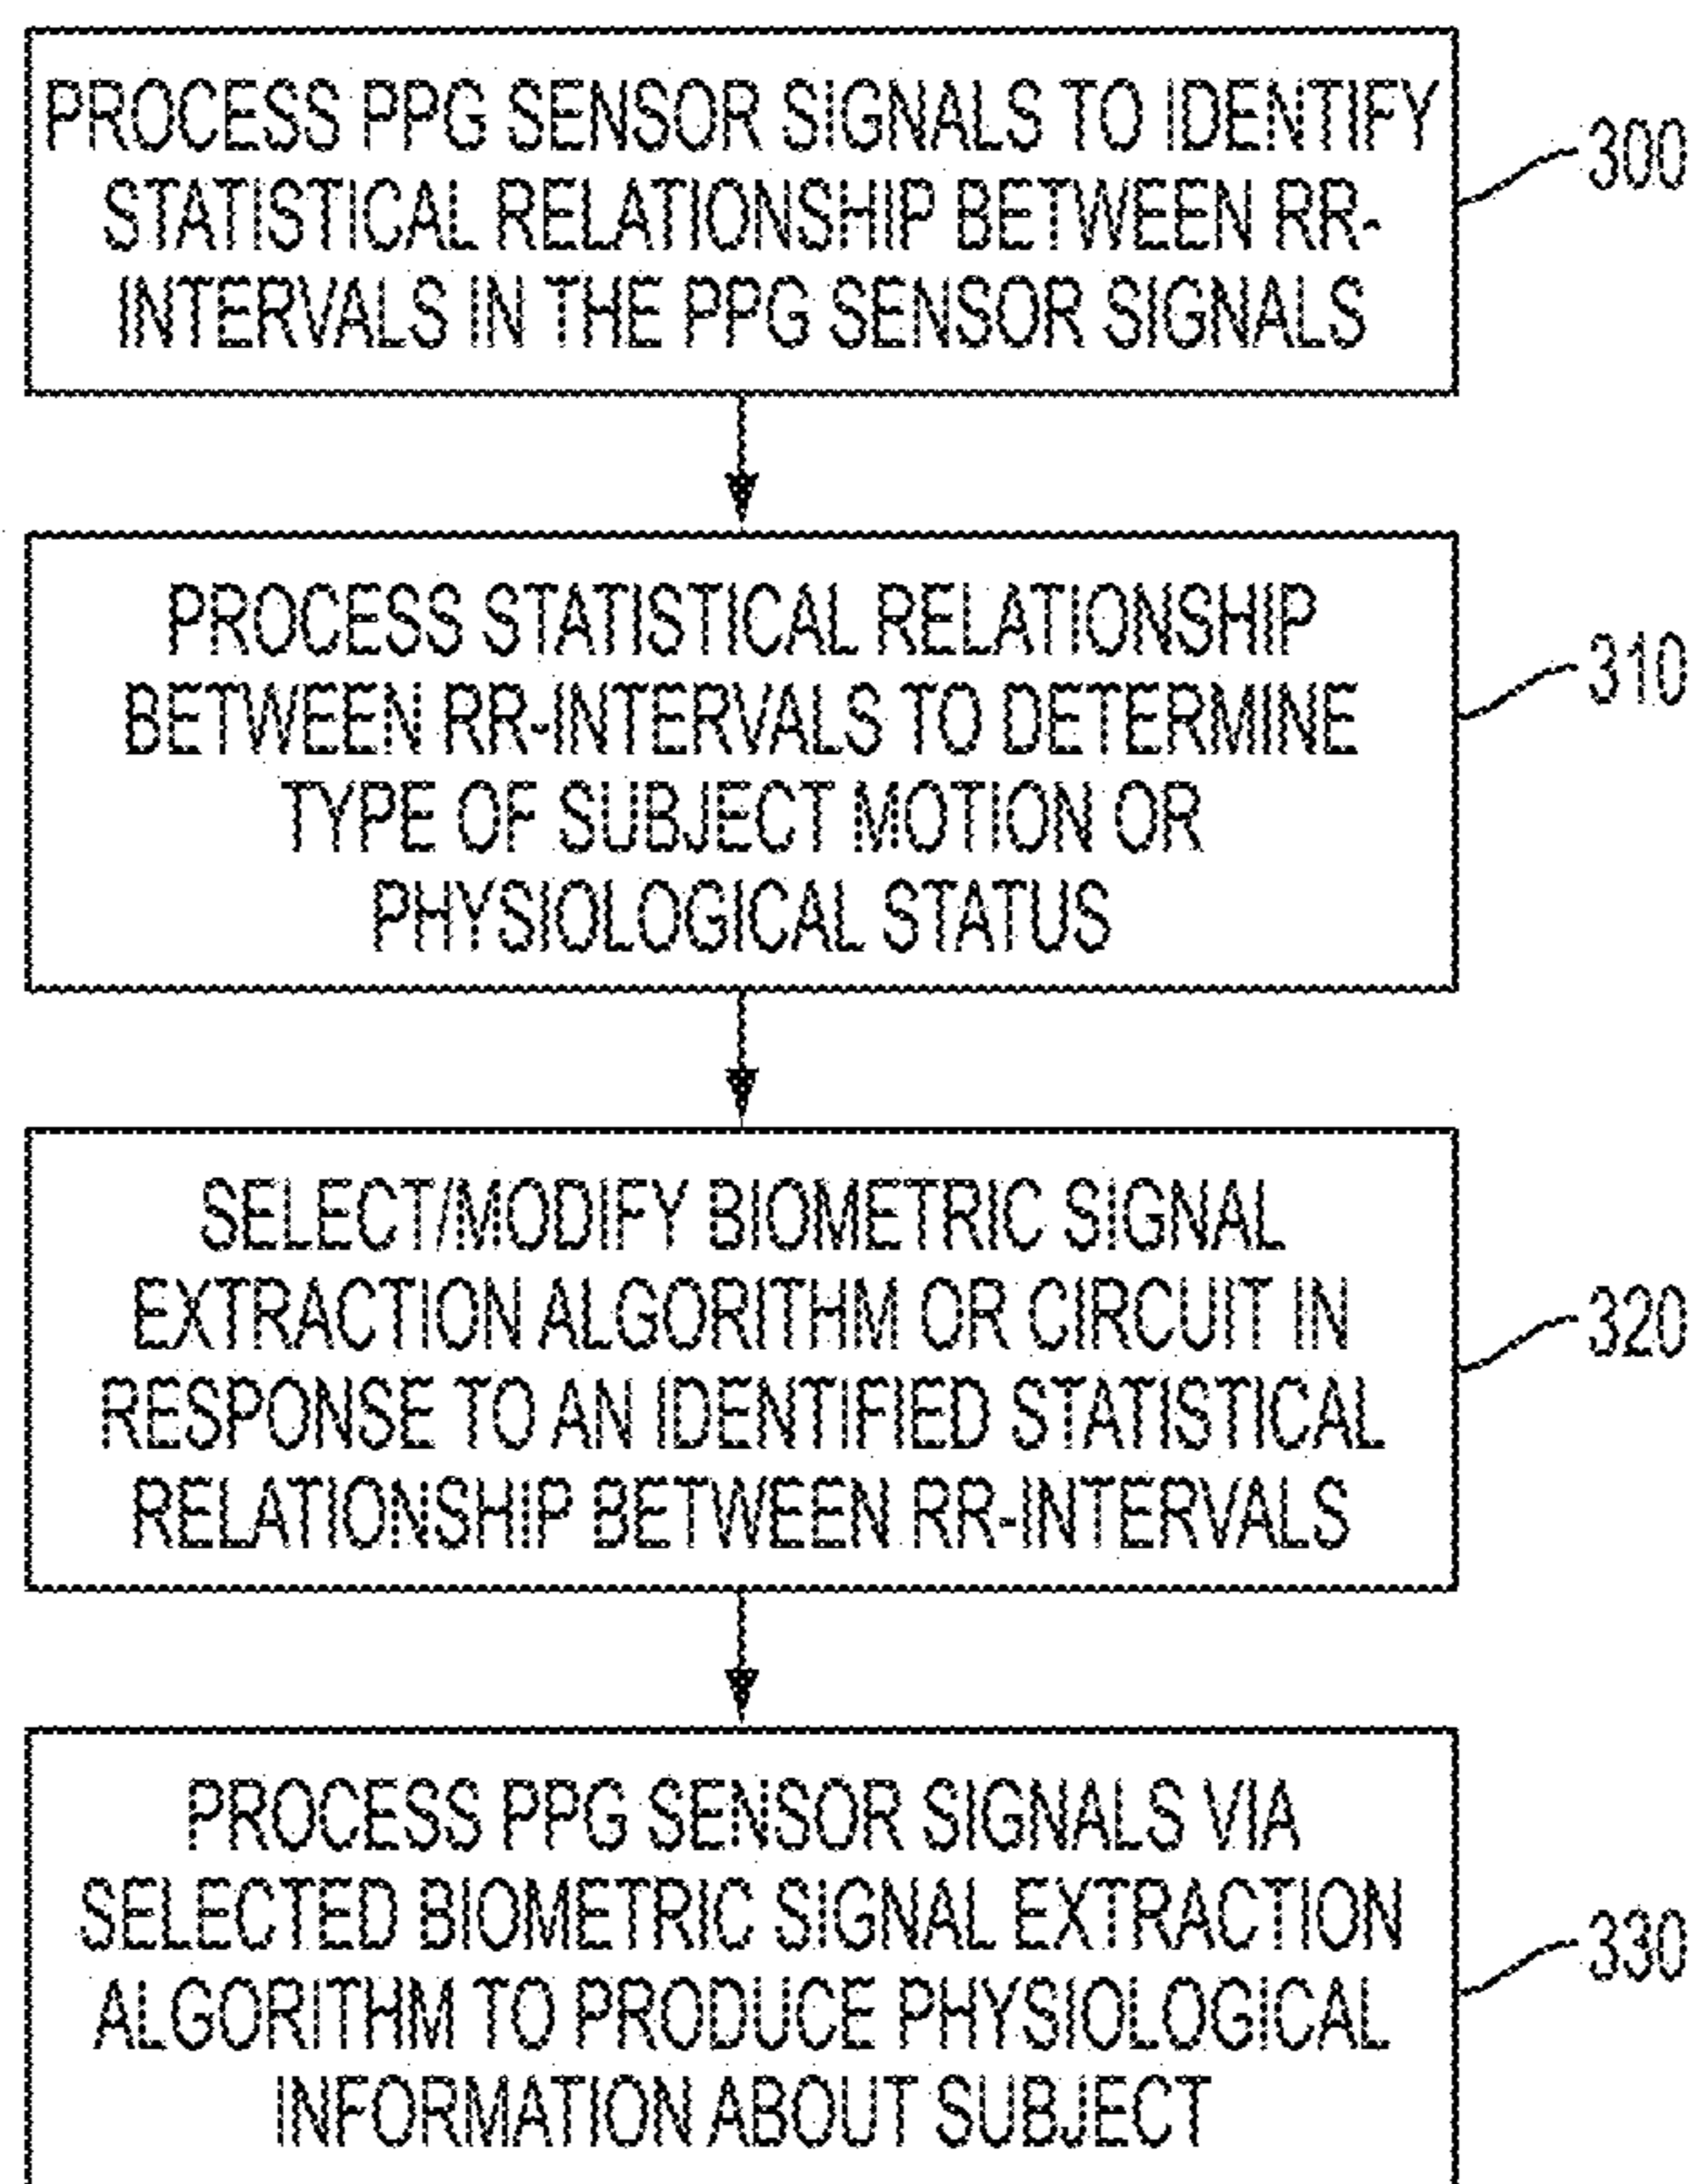 PROCESS PPG SENSOR SIGNALS TO IDENTIFY
STATISTICAL RELATIONSHIP BETWEEN RR-
INTERVALS IN THE PPG SENSOR SIGNALS
300
PROCESS STATISTICAL RELATIONSHIP
BETWEEN RR-INTERVALS TO DETERMINE
TYPE OF SUBJECT MOTION OR
PHYSIOLOGICAL STATUS
310
SELECT/MODIFY BIOMETRIC SIGNAL
EXTRACTION ALGORITHM OR CIRCUIT IN
RESPONSE TO AN IDENTIFIED STATISTICAL
RELATIONSHIP BETWEEN RR-INTERVALS
320
PROCESS PPG SENSOR SIGNALS VIA
SELECTED BIOMETRIC SIGNAL EXTRACTION
ALGORITHM TO PRODUCE PHYSIOLOGICAL
INFORMATION ABOUT SUBJECT
330